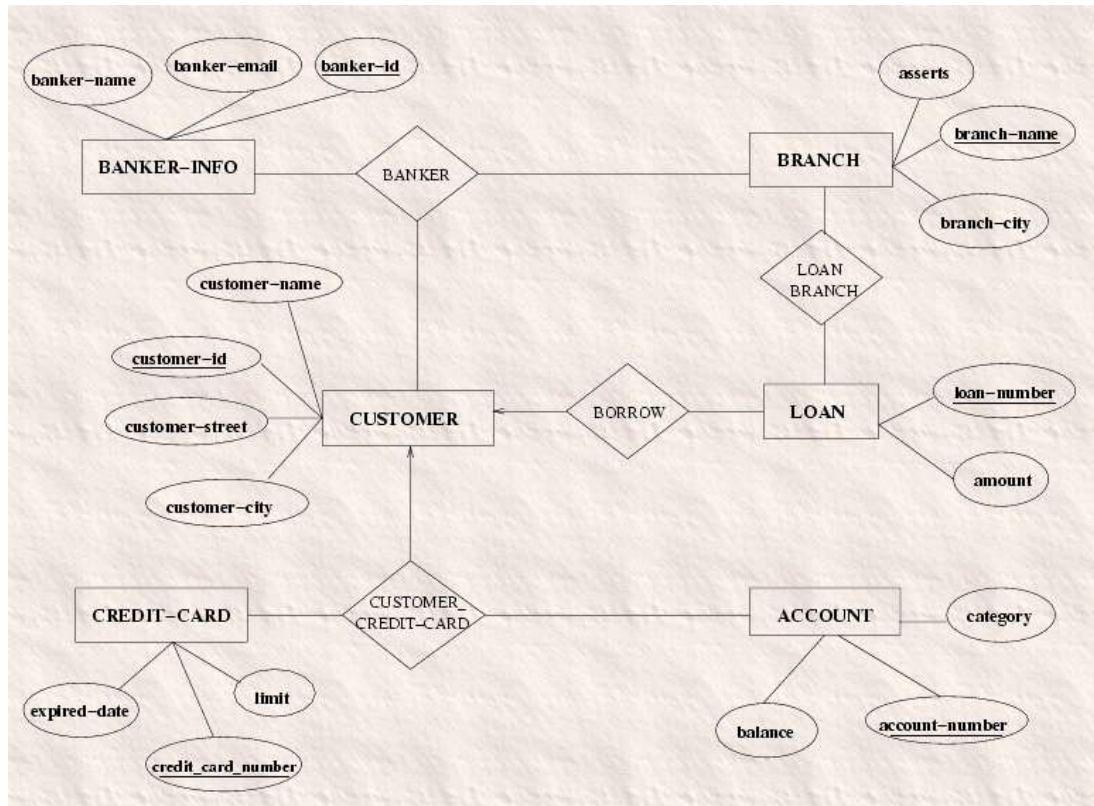 banker-name
banker-email
banker-id
asserts
branch-name
BANKER-INFO
BANKER
BRANCH
branch-city
customer-name
LOAN
BRANCH
customer-id
customer-street
CUSTOMER
BORROW
LOAN
loan-number
amount
customer-city
CREDIT-CARD
CUSTOMER_
CREDIT-CARD
ACCOUNT
category
expired-date
limit
credit_card_number
balance
account-number